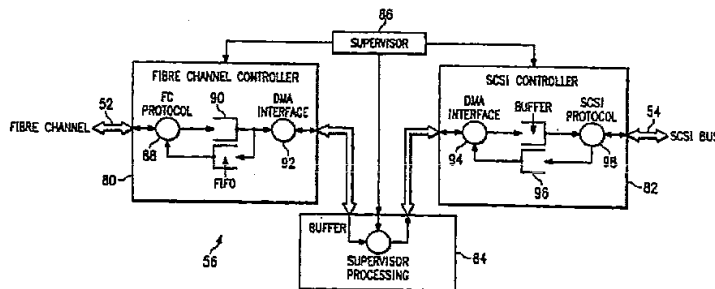 86
SUPERVISOR
FIBRE CHANNEL CONTROLLER
FC
PROTOCOL
90
DMA
INTERFACE
52
FIBRE CHANNEL
88
92
FIFO
80
SCSI CONTROLLER
DMA
INTERFACE
BUFFER
SCSI
PROTOCOL
54
SCSI BUS
94
98
96
82
BUFFER
SUPERVISOR
PROCESSING
84
56